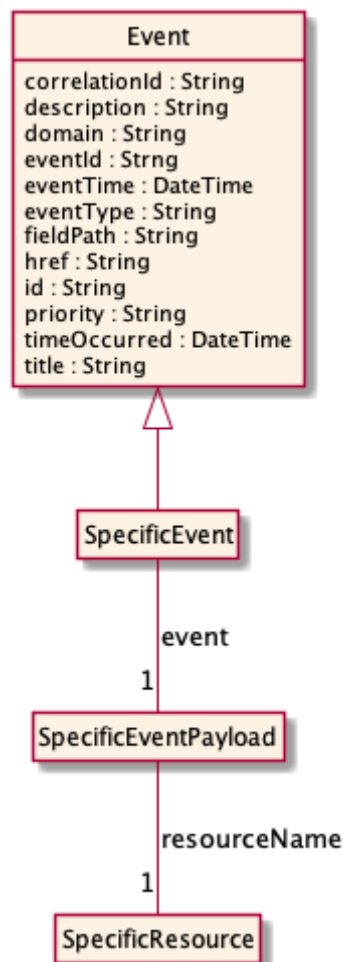 Event
correlationId : String
description : String
domain : String
eventId : Strng
eventTime : DateTime
eventType : String
fieldPath : String
href : String
id : String
priority : String
timeOccurred : DateTime
title : String
SpecificEvent
event
1
SpecificEventPayload
resourceName
1
SpecificResource